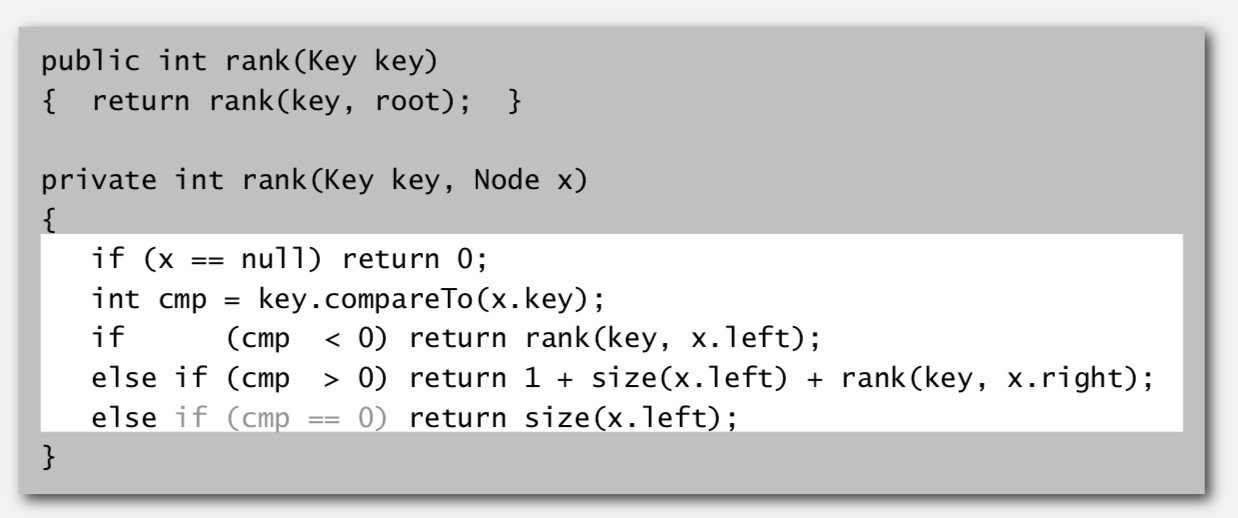 public int rank(Key key)
{  return rank(key, root);  }
private int rank(Key key, Node x)
{
   if (x == null) return 0;
   int cmp = key.compareTo(x.key);
   if      (cmp  < 0) return rank(key, x.left);
   else if (cmp  > 0) return 1 + size(x.left) + rank(key, x.right);
   else if (cmp == 0) return size(x.left);
}